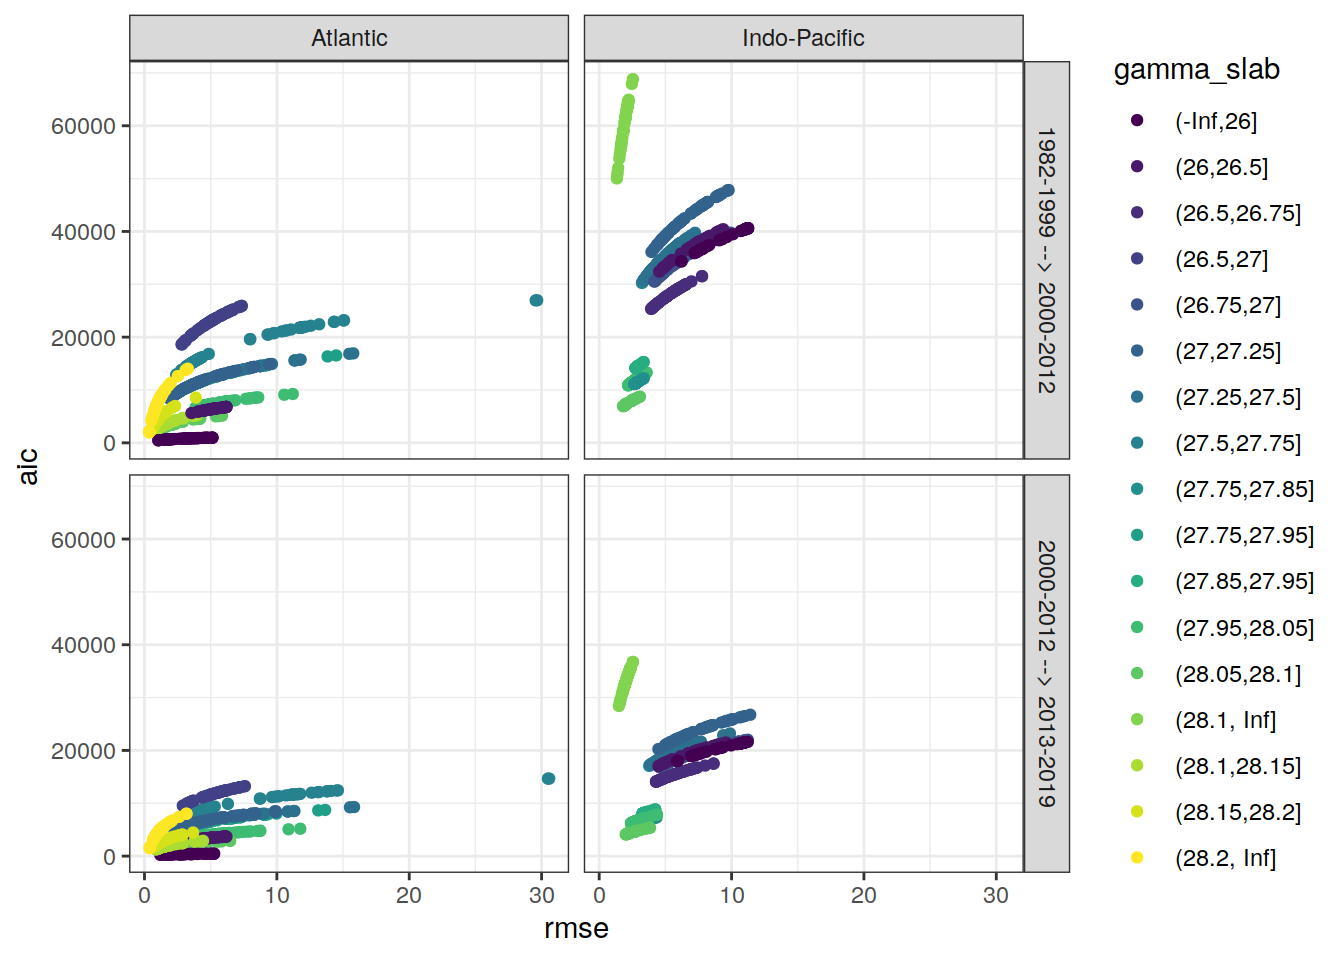 Atlantic
Indo-Pacific
1982-1999 --> 2000-2012
2000-2012 --> 2013-2019
60000
40000
20000
0
60000
40000
20000
0
aic
0 10 20 30
0 10 20 30
rmse
gamma_slab
(-Inf,26]
(26,26.5]
(26.5,26.75]
(26.5,27]
(26.75,27]
(27,27.25]
(27.25,27.5]
(27.5,27.75]
(27.75,27.85]
(27.75,27.95]
(27.85,27.95]
(27.95,28.05]
(28.05,28.1]
(28.1, Inf]
(28.1,28.15]
(28.15,28.2]
(28.2, Inf]